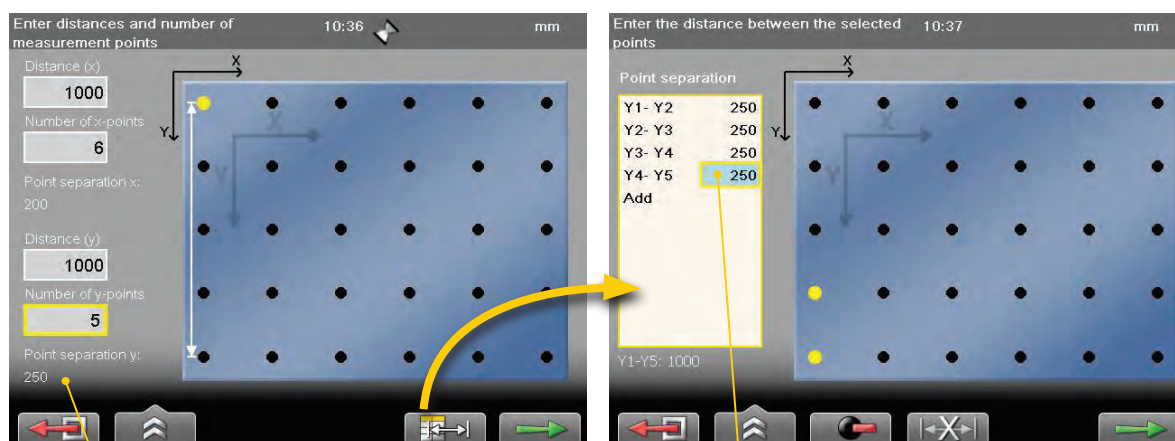 Enter distances and number of
measurement points
10:36
mm
Distance (x)
1000
Number of x-points
6
Point separation x:
200
Distance (y)
1000
Number of y-points
5
Point separation y:
250
X
Y
X
Y
Enter the distance between the selected
points
10:37
mm
Point separation
Y1- Y2 250
Y2- Y3 250
Y3- Y4 250
Y4- Y5 250
Add
Y1-Y5: 1000
X
Y
X
Y
X